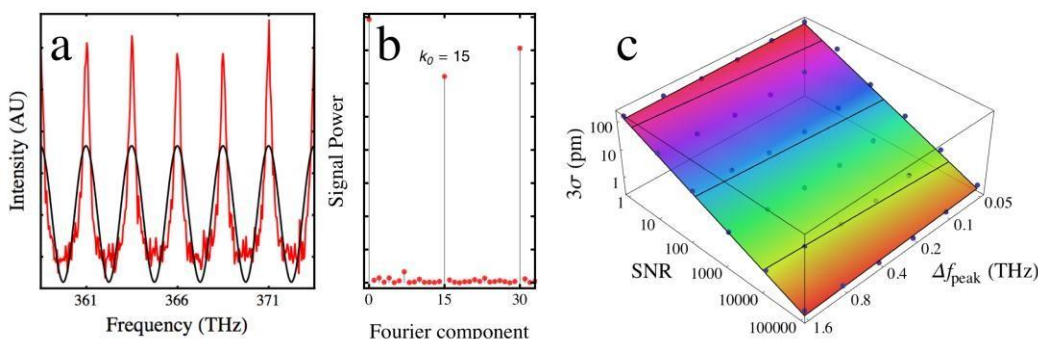 a
Intensity (AU)
361
366
371
Frequency (THz)
b
Signal Power
k₀ = 15
0
15
30
Fourier component
c
3σ (pm)
100
10
1
1
10
100
1000
10000
100000
SNR
0.05
0.1
0.2
0.4
0.8
1.6
Δf_peak (THz)